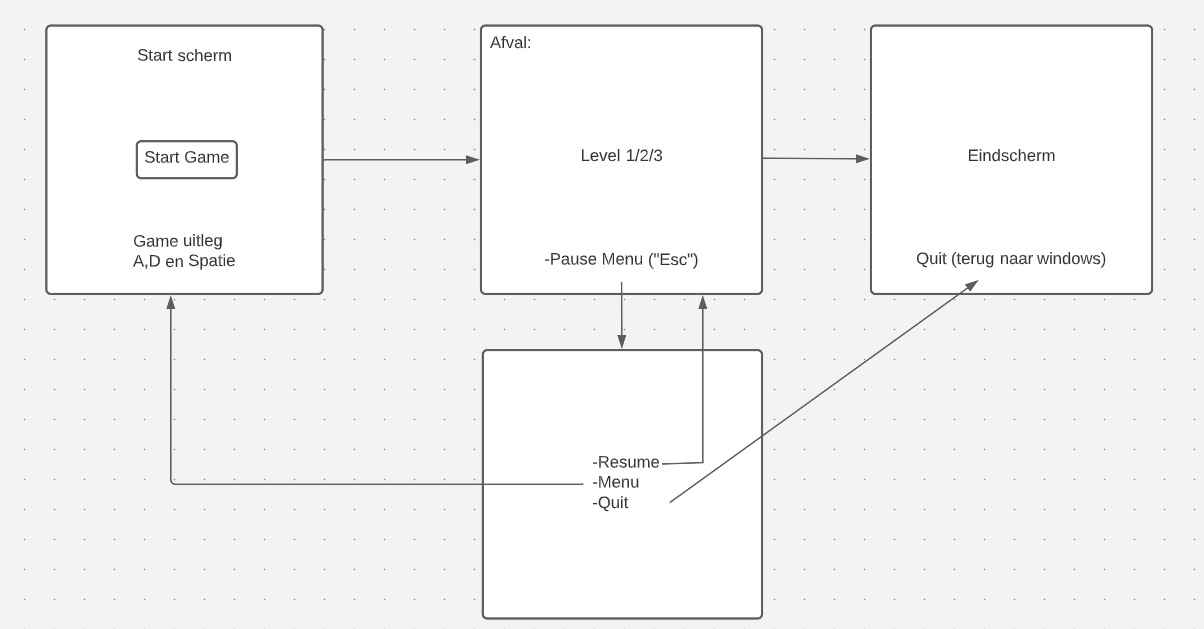 Start scherm
Start Game
Game uitleg
A,D en Spatie
Afval:
Level 1/2/3
-Pause Menu ("Esc")
Eindscherm
Quit (terug naar windows)
-Resume
-Menu
-Quit